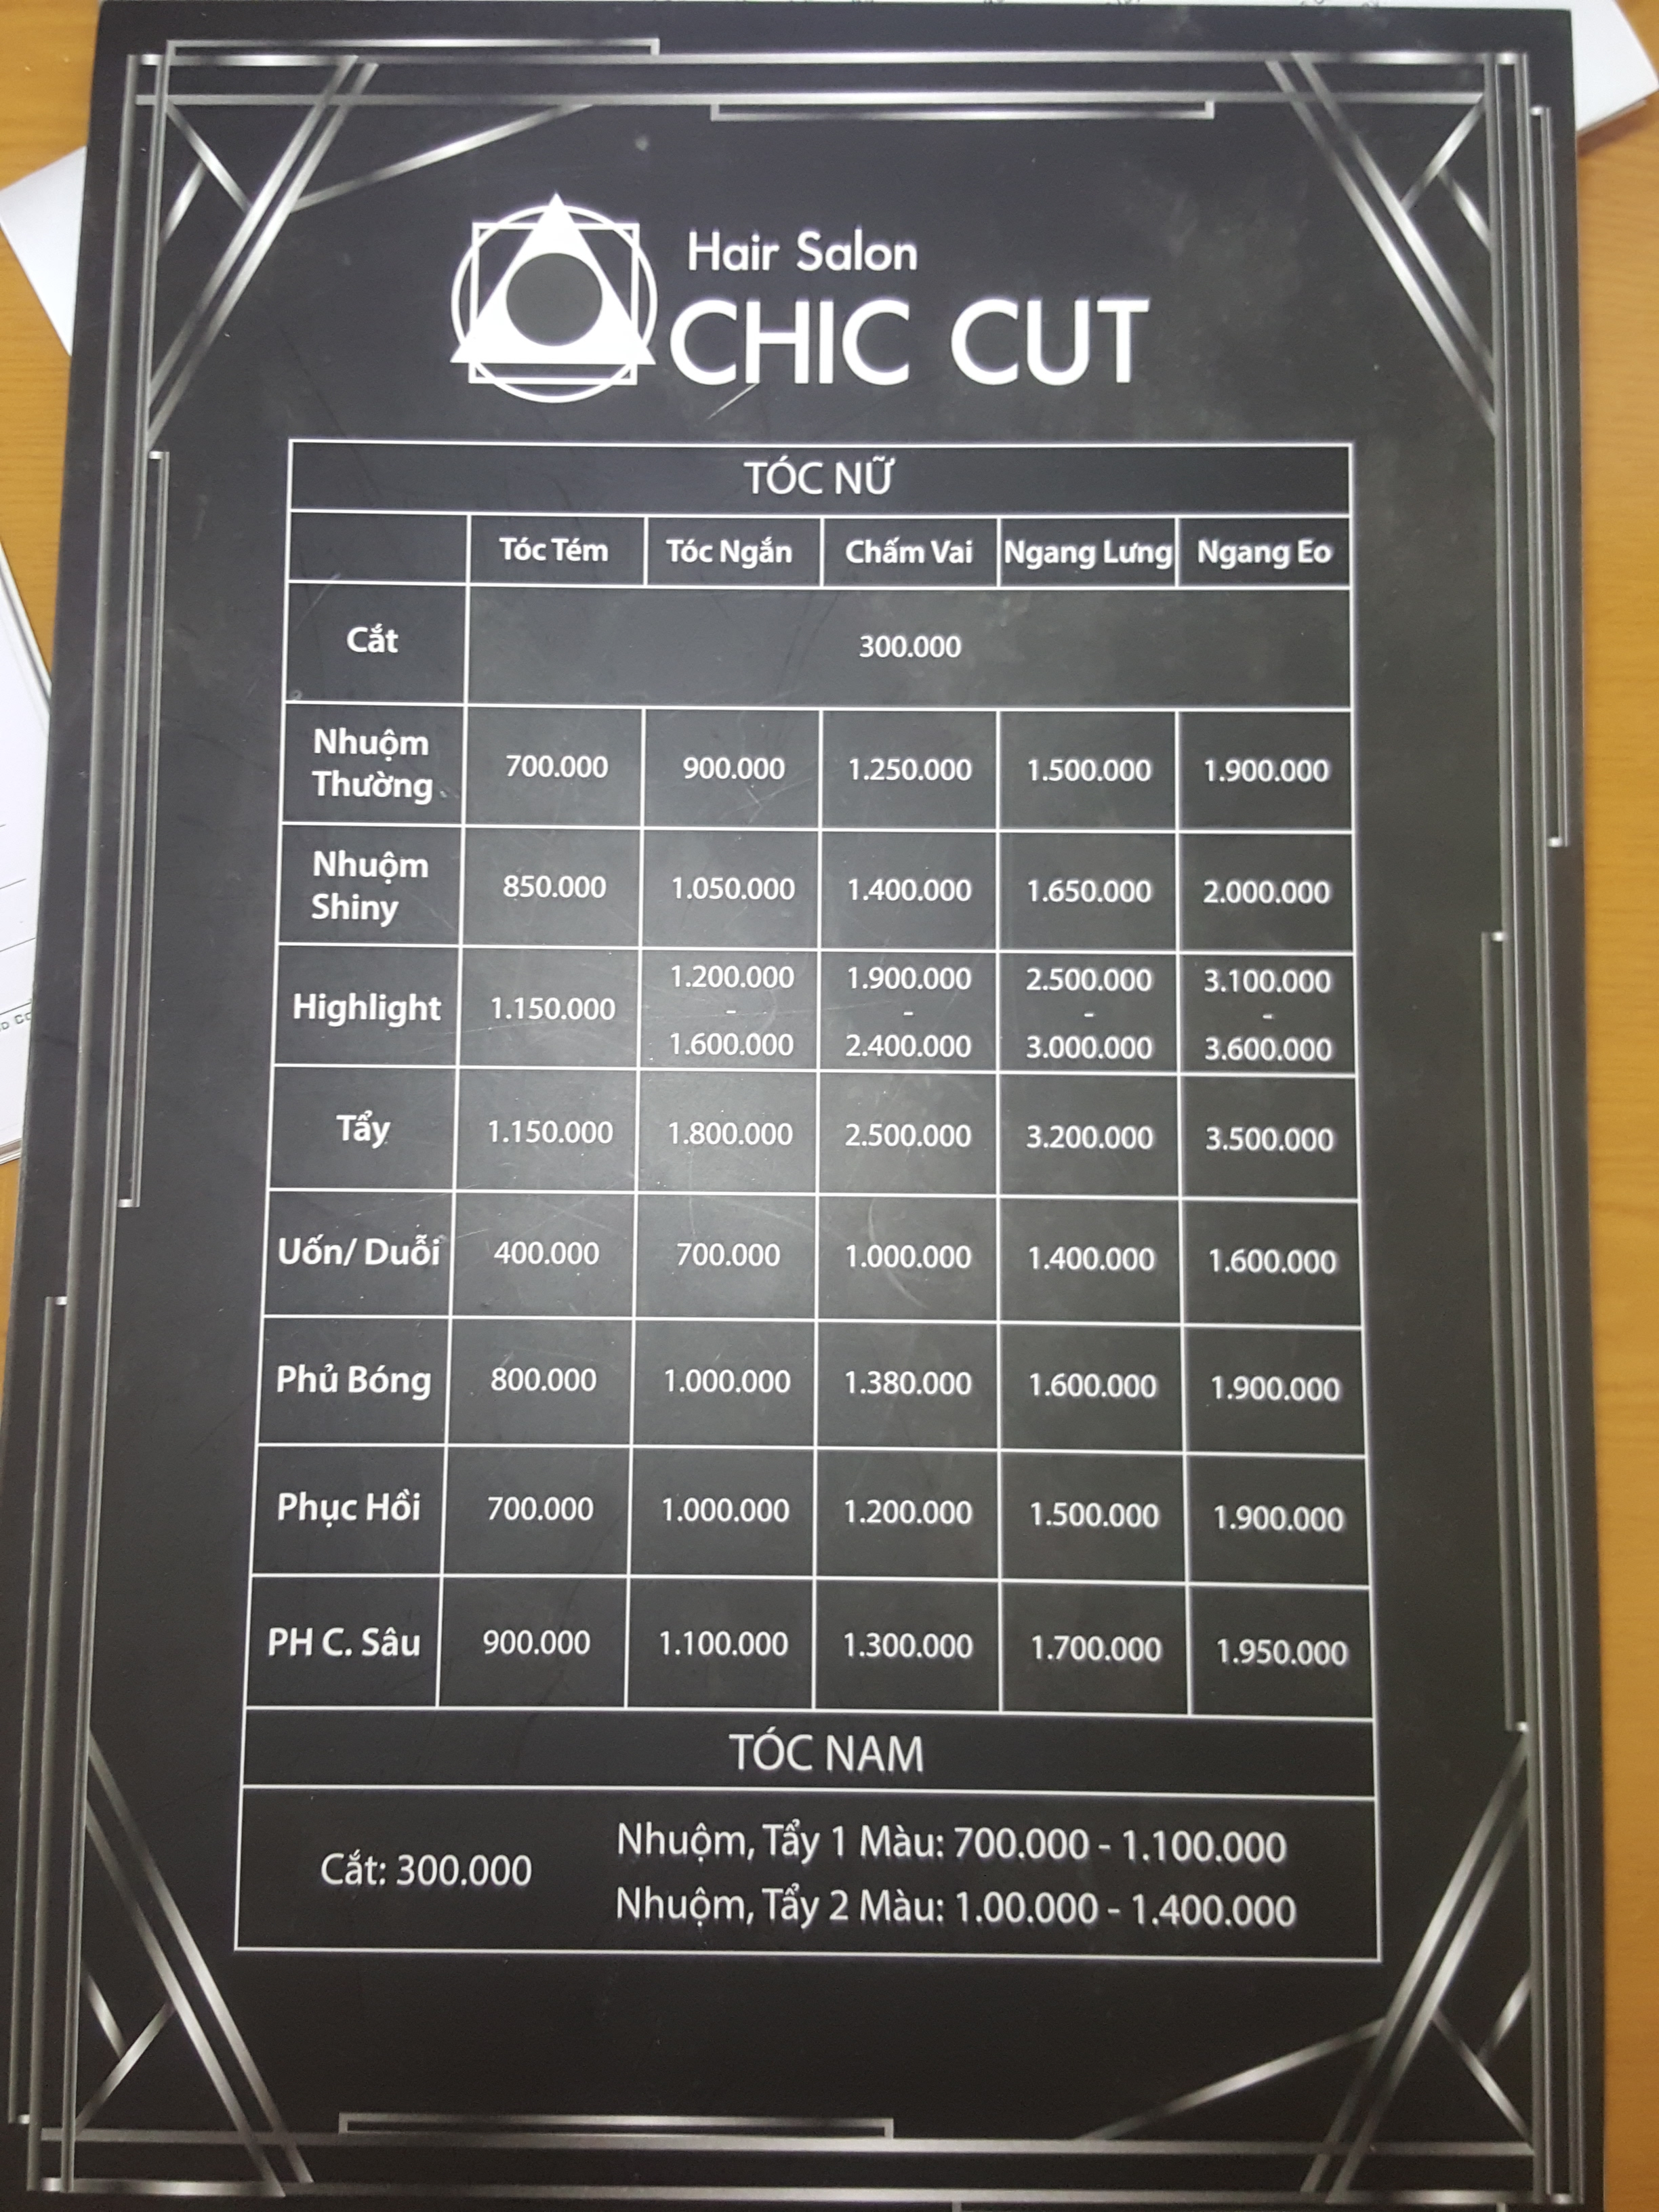 Hair Salon
CHIC CUT
TÓC NỮ
Tóc Tém Tóc Ngắn Chấm Vai Ngang Lưng Ngang Eo
Cắt 300.000
Nhuộm
Thường 700.000 900.000 1.250.000 1.500.000 1.900.000
Nhuộm
Shiny 850.000 1.050.000 1.400.000 1.650.000 2.000.000
1.200.000 1.900.000 2.500.000 3.100.000
Highlight 1.150.000 - - - -
1.600.000 2.400.000 3.000.000 3.600.000
Tẩy 1.150.000 1.800.000 2.500.000 3.200.000 3.500.000
Uốn/ Duỗi 400.000 700.000 1.000.000 1.400.000 1.600.000
Phủ Bóng 800.000 1.000.000 1.380.000 1.600.000 1.900.000
Phục Hồi 700.000 1.000.000 1.200.000 1.500.000 1.900.000
PH C. Sâu 900.000 1.100.000 1.300.000 1.700.000 1.950.000
TÓC NAM
Cắt: 300.000
Nhuộm, Tẩy 1 Màu: 700.000 - 1.100.000
Nhuộm, Tẩy 2 Màu: 1.00.000 - 1.400.000